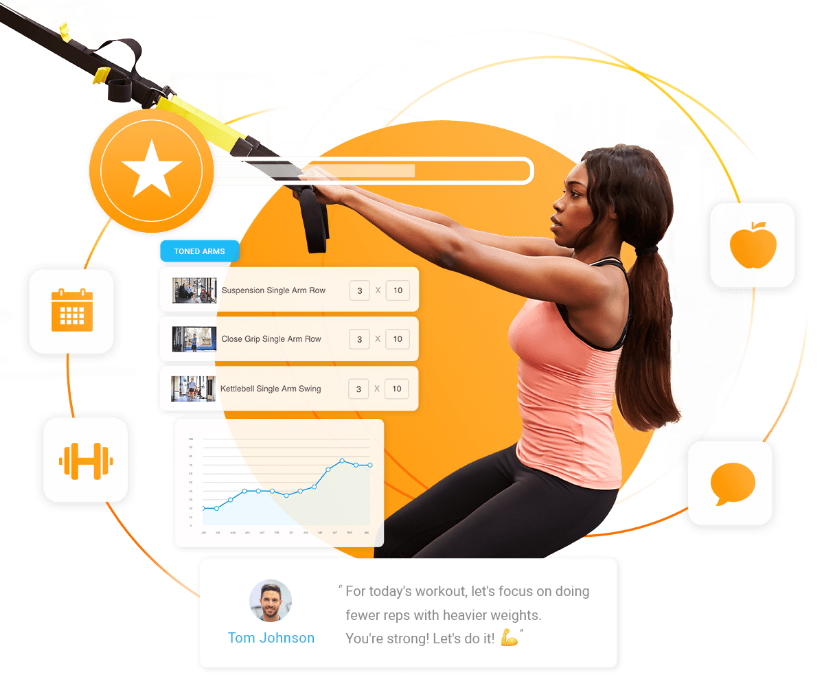 TONED ARMS
Suspension Single Arm Row 3 X 10
Close Grip Single Arm Row 3 X 10
Kettlebell Single Arm Swing 3 X 10
Tom Johnson
“ For today's workout, let's focus on doing
fewer reps with heavier weights.
You're strong! Let's do it! 💪”